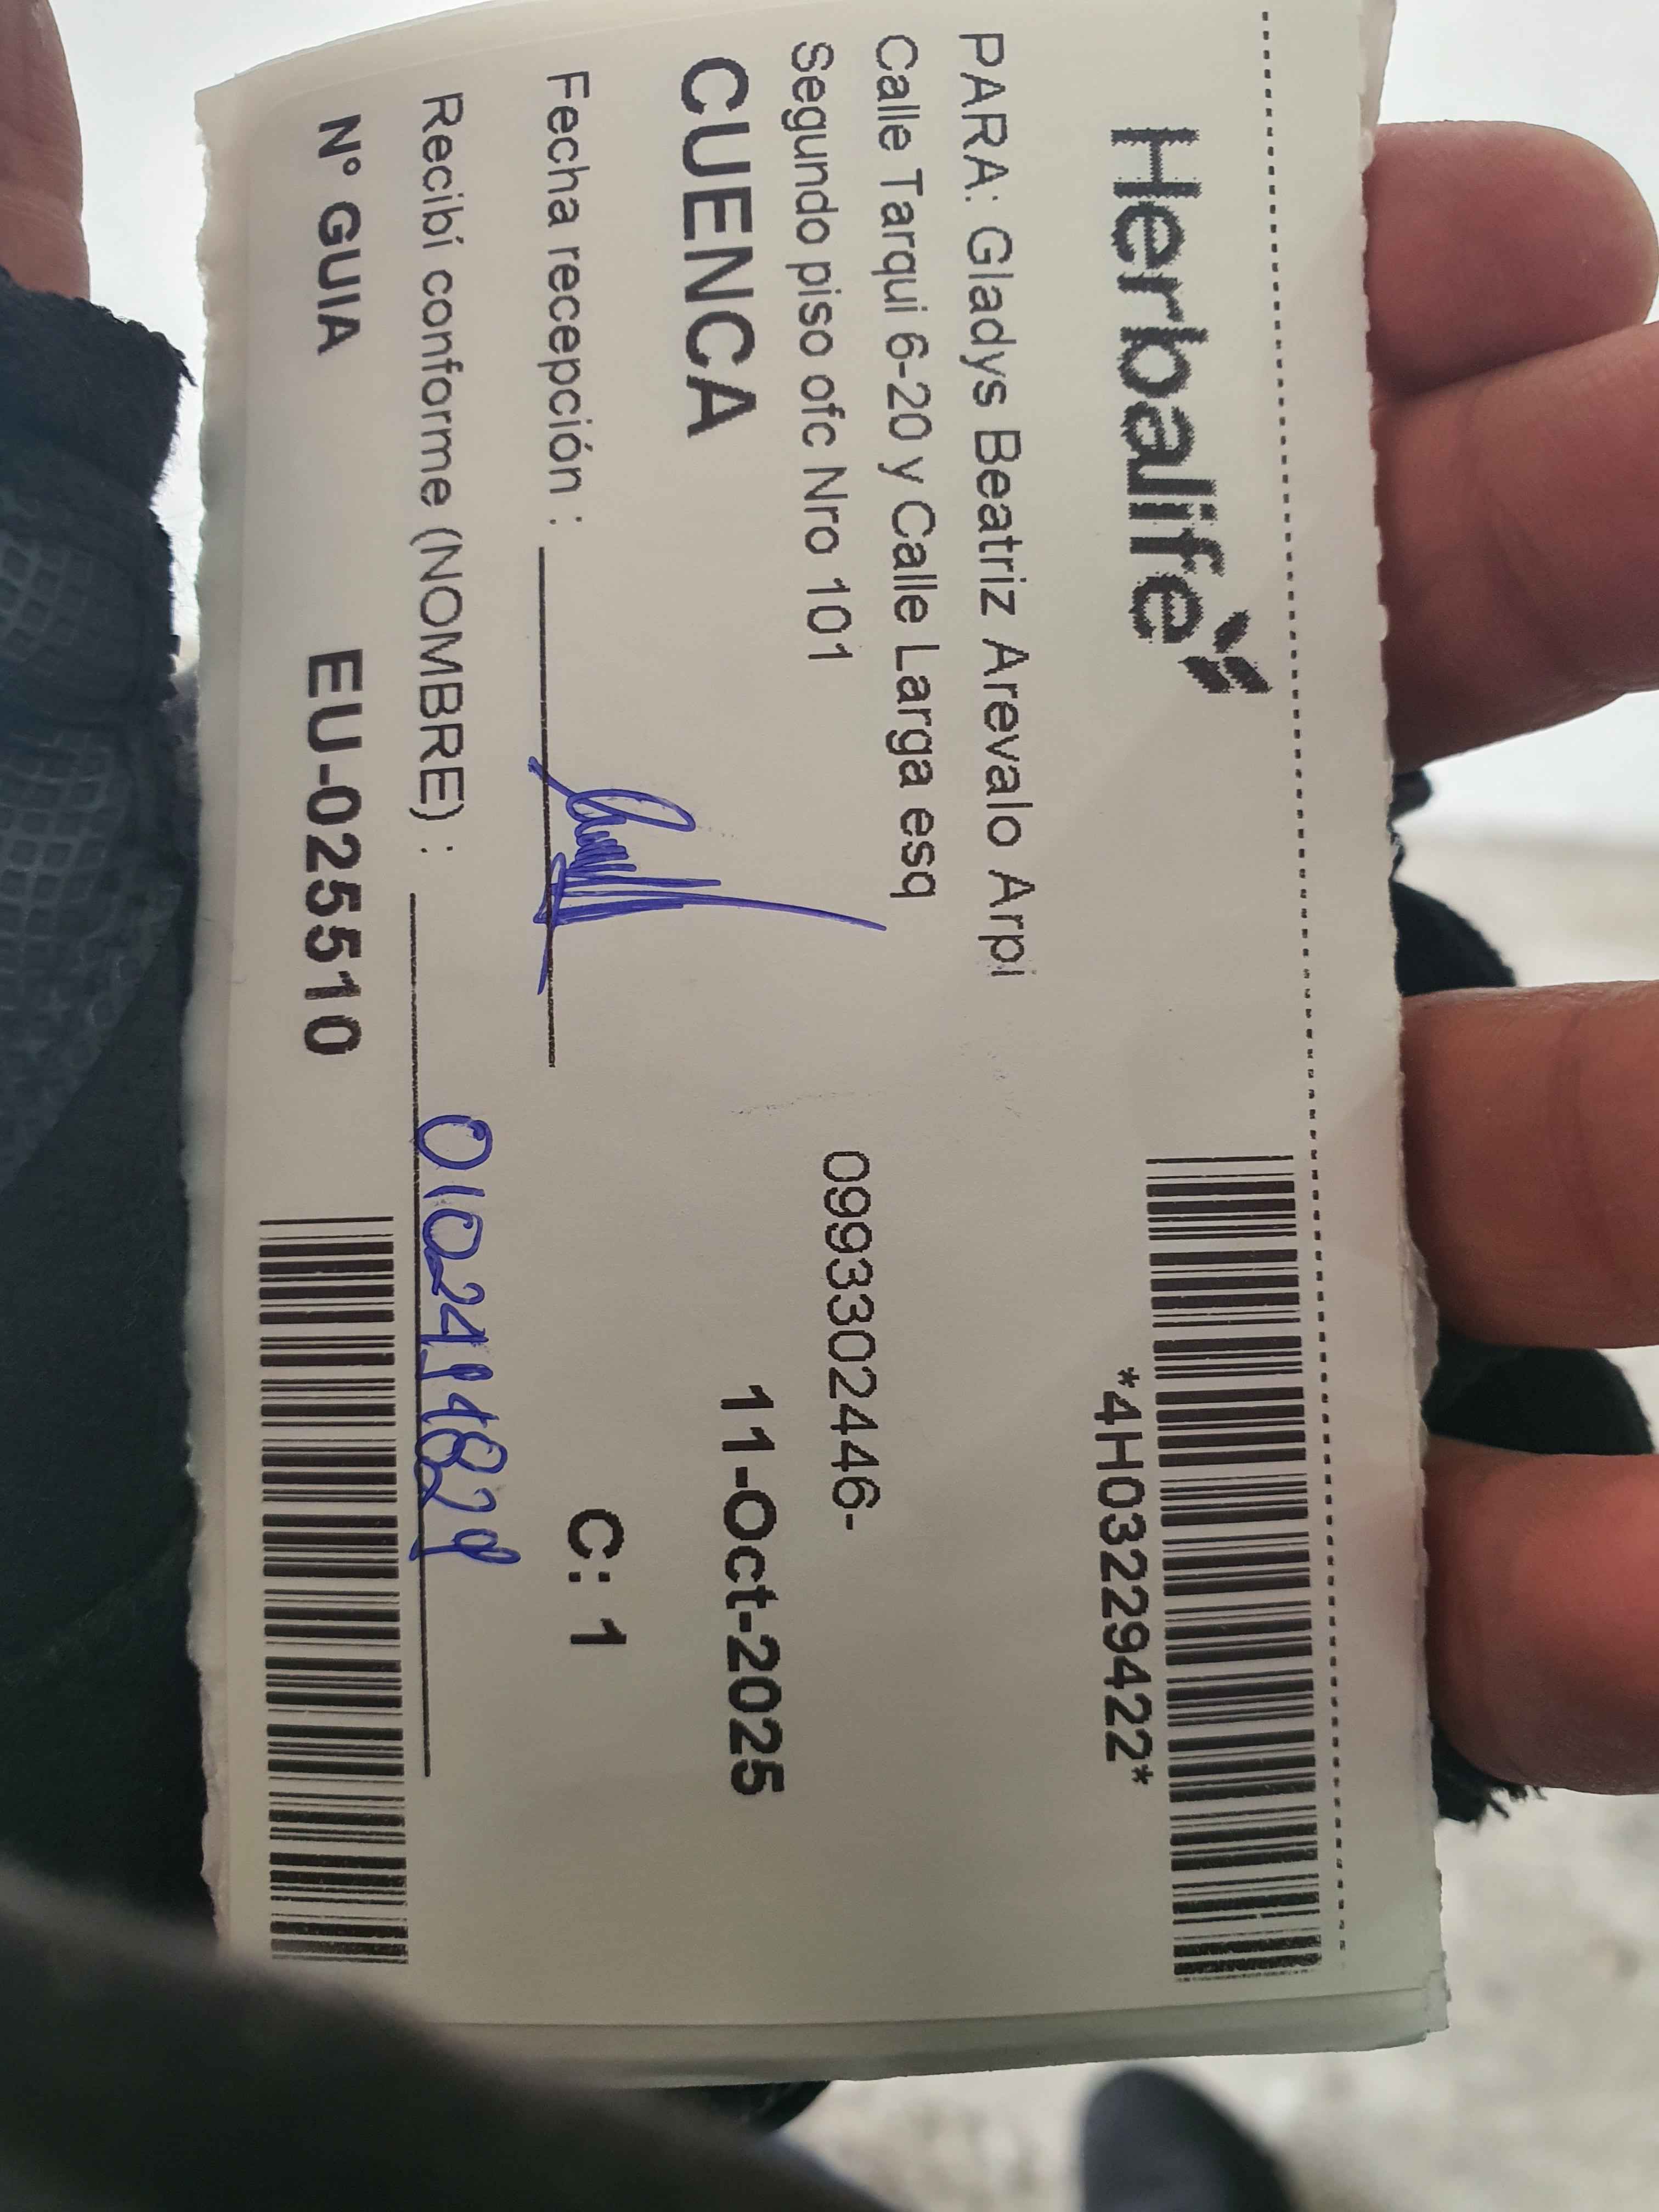 Herbalife
*4H03229422*
PARA: Gladys Beatriz Arevalo Arpi
Calle Tarqui 6-20 y Calle Larga esq
Segundo piso ofc Nro 101
0993302446-
CUENCA
11-Oct-2025
Fecha recepción :
C: 1
Recibí conforme (NOMBRE) :
N° GUIA EU-025510